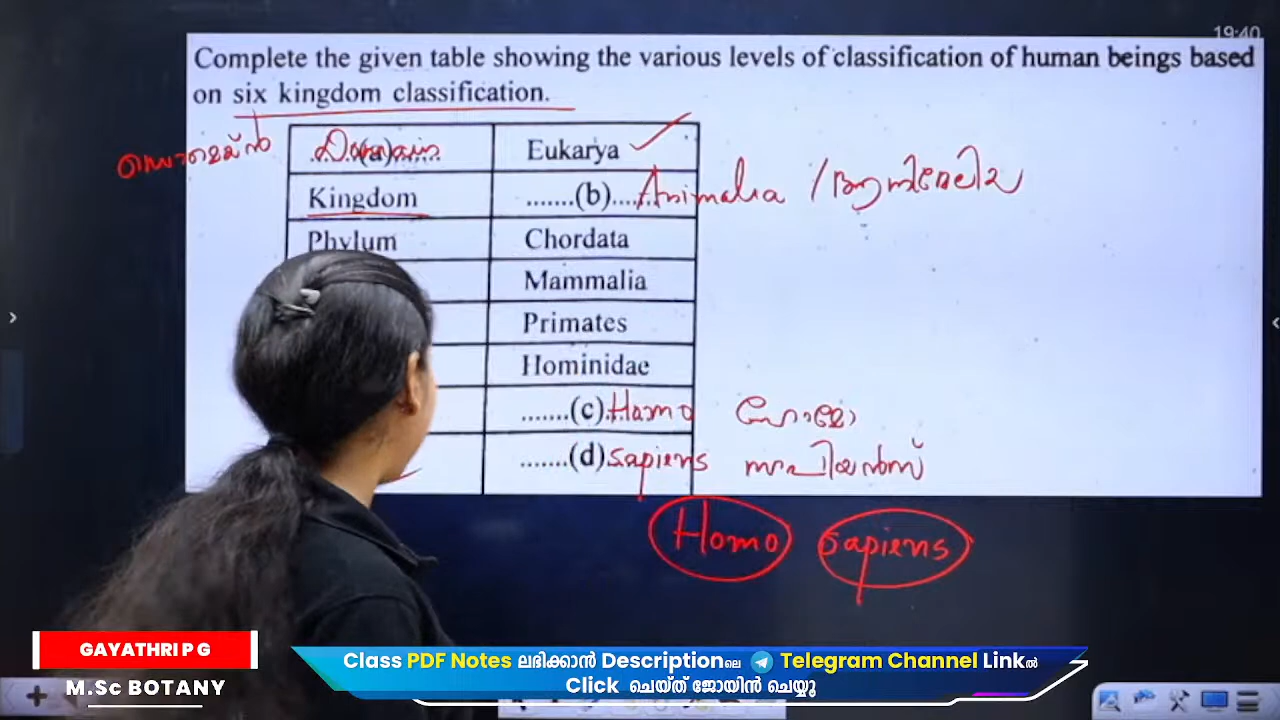 19:40
Complete the given table showing the various levels of classification of human beings based
on six kingdom classification.
ഡൊമെയ്ൻ Domain ....(a)..... Eukarya
Kingdom .......(b)..... Animalia / അനിമേലിയ
Phylum Chordata
Mammalia
Primates
Hominidae
.......(c) Homo ഹോമോ
.......(d) sapiens സാപിയൻസ്
Homo sapiens
GAYATHRI P G
M.Sc BOTANY
Class PDF Notes ലഭിക്കാൻ Descriptionലെ Telegram Channel Linkൽ
Click ചെയ്ത് ജോയിൻ ചെയ്യൂ